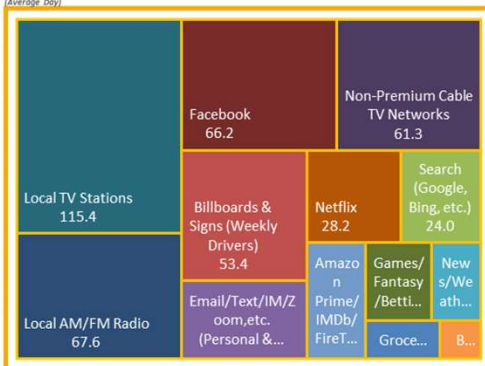 (Average Day)
Local TV Stations
115.4
Local AM/FM Radio
67.6
Facebook
66.2
Non-Premium Cable
TV Networks
61.3
Billboards &
Signs (Weekly
Drivers)
53.4
Email/Text/IM/Z
oom,etc.
(Personal &...
Netflix
28.2
Search
(Google,
Bing, etc.)
24.0
Amazo
n
Prime/
IMDb/
FireT...
Games/
Fantasy
/Betti...
New
s/We
ath...
Groce...
B...